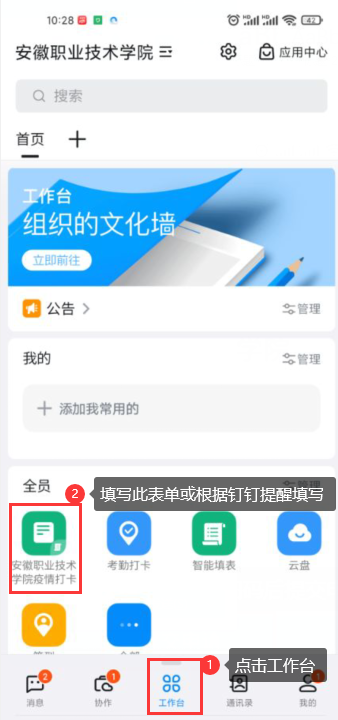 10:28
42
安徽职业技术学院
应用中心
搜索
首页
工作台
组织的文化墙
立即前往
公告
管理
我的
管理
添加我常用的
全员
2
填写此表单或根据钉钉提醒填写
安徽职业技术
学院疫情打卡
考勤打卡
智能填表
云盘
1
点击工作台
2
1
1
消息
协作
工作台
通讯录
我的